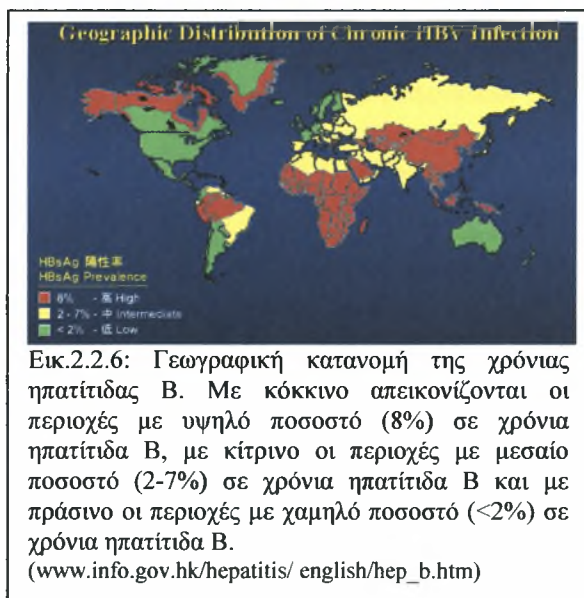 Geographic Distribution of Chronic HBV Infection
HBsAg 陽性率
HBsAg Prevalence
8% - 高 High
2 - 7% - 中 Intermediate
< 2% - 低 Low
Εικ.2.2.6: Γεωγραφική κατανομή της χρόνιας
ηπατίτιδας Β. Με κόκκινο απεικονίζονται οι
περιοχές με υψηλό ποσοστό (8%) σε χρόνια
ηπατίτιδα Β, με κίτρινο οι περιοχές με μεσαίο
ποσοστό (2-7%) σε χρόνια ηπατίτιδα Β και με
πράσινο οι περιοχές με χαμηλό ποσοστό (<2%) σε
χρόνια ηπατίτιδα Β.
(www.info.gov.hk/hepatitis/ english/hep_b.htm)